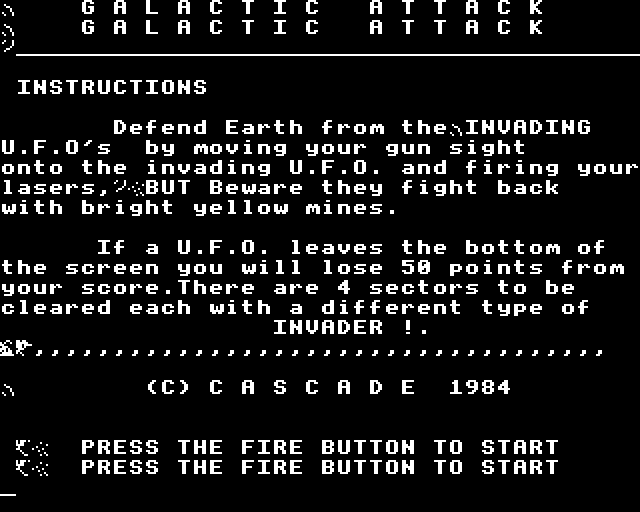 G A L A C T I C   A T T A C K
G A L A C T I C   A T T A C K
INSTRUCTIONS
Defend Earth from the INVADING
U.F.O's  by moving your gun sight
onto the invading U.F.O. and firing your
lasers, BUT Beware they fight back
with bright yellow mines.
If a U.F.O. leaves the bottom of
the screen you will lose 50 points from
your score.There are 4 sectors to be
cleared each with a different type of
INVADER !.
,,,,,,,,,,,,,,,,,,,,,,,,,,,,,,,,,,,,
(C) C A S C A D E  1984
PRESS THE FIRE BUTTON TO START
PRESS THE FIRE BUTTON TO START